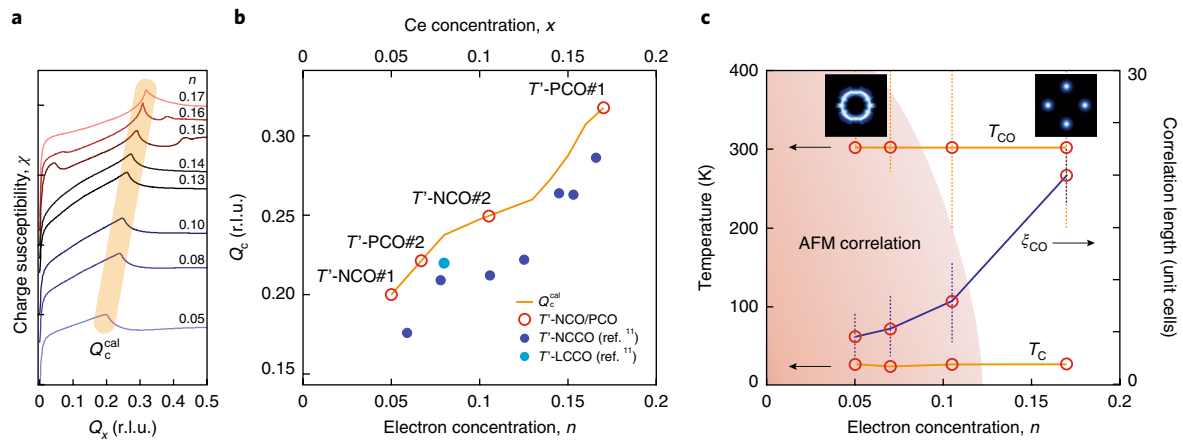 a
n
0.17
0.16
0.15
0.14
0.13
0.10
0.08
0.05
Q_c^cal
Charge susceptibility, χ
0 0.1 0.2 0.3 0.4 0.5
Q_x (r.l.u.)
b
Ce concentration, x
0 0.05 0.10 0.15 0.2
T’-PCO#1
0.30
T’-NCO#2
0.25
T’-PCO#2
T’-NCO#1
0.20
0.15
Q_c (r.l.u.)
Q_c^cal
T’-NCO/PCO
T’-NCCO (ref. ¹¹)
T’-LCCO (ref. ¹¹)
0 0.05 0.1 0.15 0.2
Electron concentration, n
c
400 30
T_CO
300
AFM correlation
ξ_CO
200
100
T_C
0 0
Temperature (K)
Correlation length (unit cells)
0 0.05 0.1 0.15 0.2
Electron concentration, n